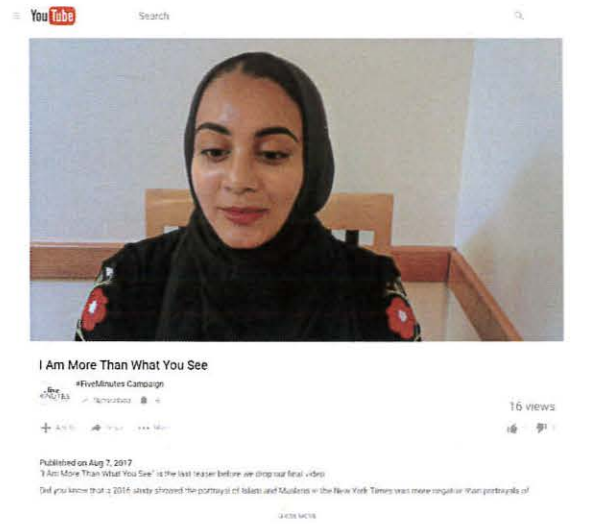 YouTube
Search
I Am More Than What You See
#FiveMinutes Campaign
16 views
Published on Aug 7, 2017
"I Am More Than What You See" is the last teaser before we drop our final video
Did you know that a 2016 study showed the portrayal of Islam and Muslims in the New York Times was more negative than portrayals of
SHOW MORE